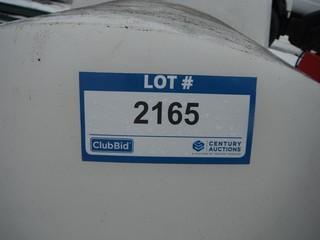 LOT #
2165
ClubBid
CENTURY
AUCTIONS